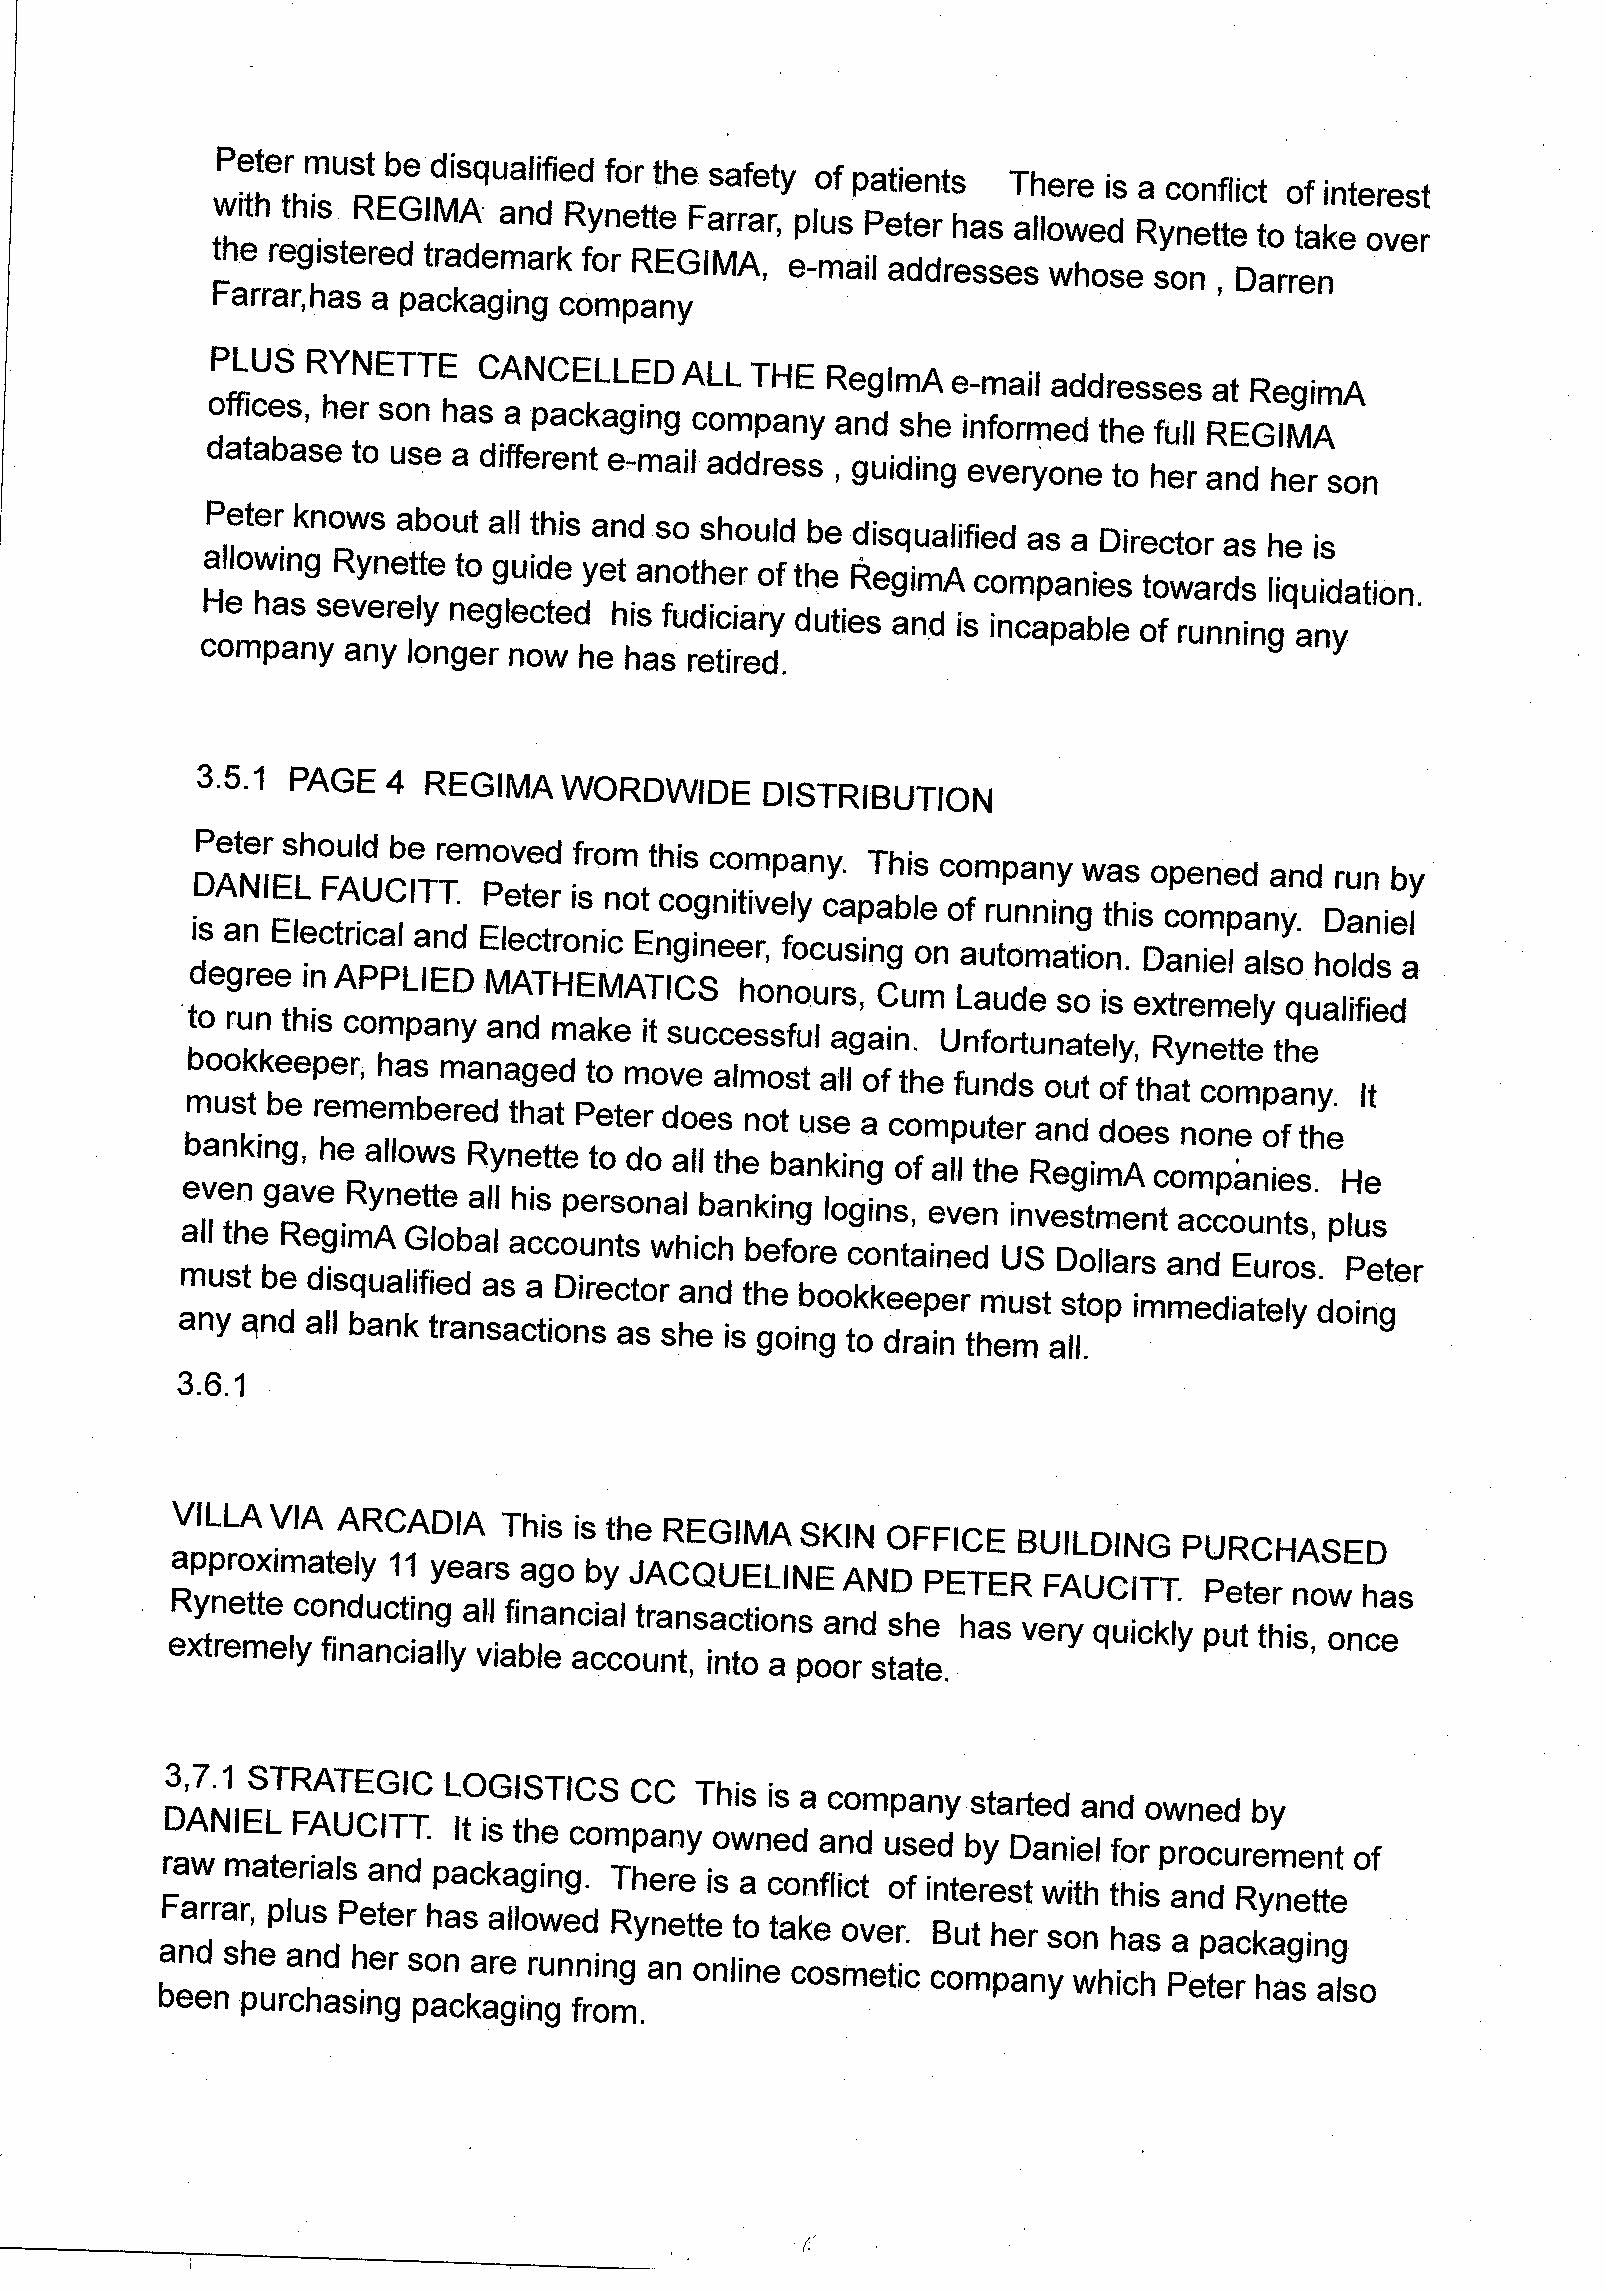 Peter must be disqualified for the safety of patients There is a conflict of interest
with this REGIMA and Rynette Farrar, plus Peter has allowed Rynette to take over
the registered trademark for REGIMA, e-mail addresses whose son , Darren
Farrar,has a packaging company
PLUS RYNETTE CANCELLED ALL THE RegImA e-mail addresses at RegimA
offices, her son has a packaging company and she informed the full REGIMA
database to use a different e-mail address , guiding everyone to her and her son
Peter knows about all this and so should be disqualified as a Director as he is
allowing Rynette to guide yet another of the RegimA companies towards liquidation.
He has severely neglected his fudiciary duties and is incapable of running any
company any longer now he has retired.
3.5.1 PAGE 4 REGIMA WORDWIDE DISTRIBUTION
Peter should be removed from this company. This company was opened and run by
DANIEL FAUCITT. Peter is not cognitively capable of running this company. Daniel
is an Electrical and Electronic Engineer, focusing on automation. Daniel also holds a
degree in APPLIED MATHEMATICS honours, Cum Laude so is extremely qualified
to run this company and make it successful again. Unfortunately, Rynette the
bookkeeper, has managed to move almost all of the funds out of that company. It
must be remembered that Peter does not use a computer and does none of the
banking, he allows Rynette to do all the banking of all the RegimA companies. He
even gave Rynette all his personal banking logins, even investment accounts, plus
all the RegimA Global accounts which before contained US Dollars and Euros. Peter
must be disqualified as a Director and the bookkeeper must stop immediately doing
any and all bank transactions as she is going to drain them all.
3.6.1
VILLA VIA ARCADIA This is the REGIMA SKIN OFFICE BUILDING PURCHASED
approximately 11 years ago by JACQUELINE AND PETER FAUCITT. Peter now has
Rynette conducting all financial transactions and she has very quickly put this, once
extremely financially viable account, into a poor state.
3,7.1 STRATEGIC LOGISTICS CC This is a company started and owned by
DANIEL FAUCITT. It is the company owned and used by Daniel for procurement of
raw materials and packaging. There is a conflict of interest with this and Rynette
Farrar, plus Peter has allowed Rynette to take over. But her son has a packaging
and she and her son are running an online cosmetic company which Peter has also
been purchasing packaging from.